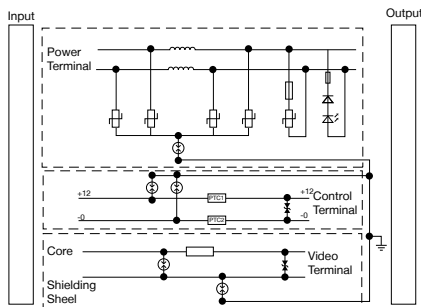 Input
Output
Power
Terminal
+12
PTC1
+12
Control
Terminal
-0
PTC2
-0
Core
Video
Terminal
Shielding
Sheel